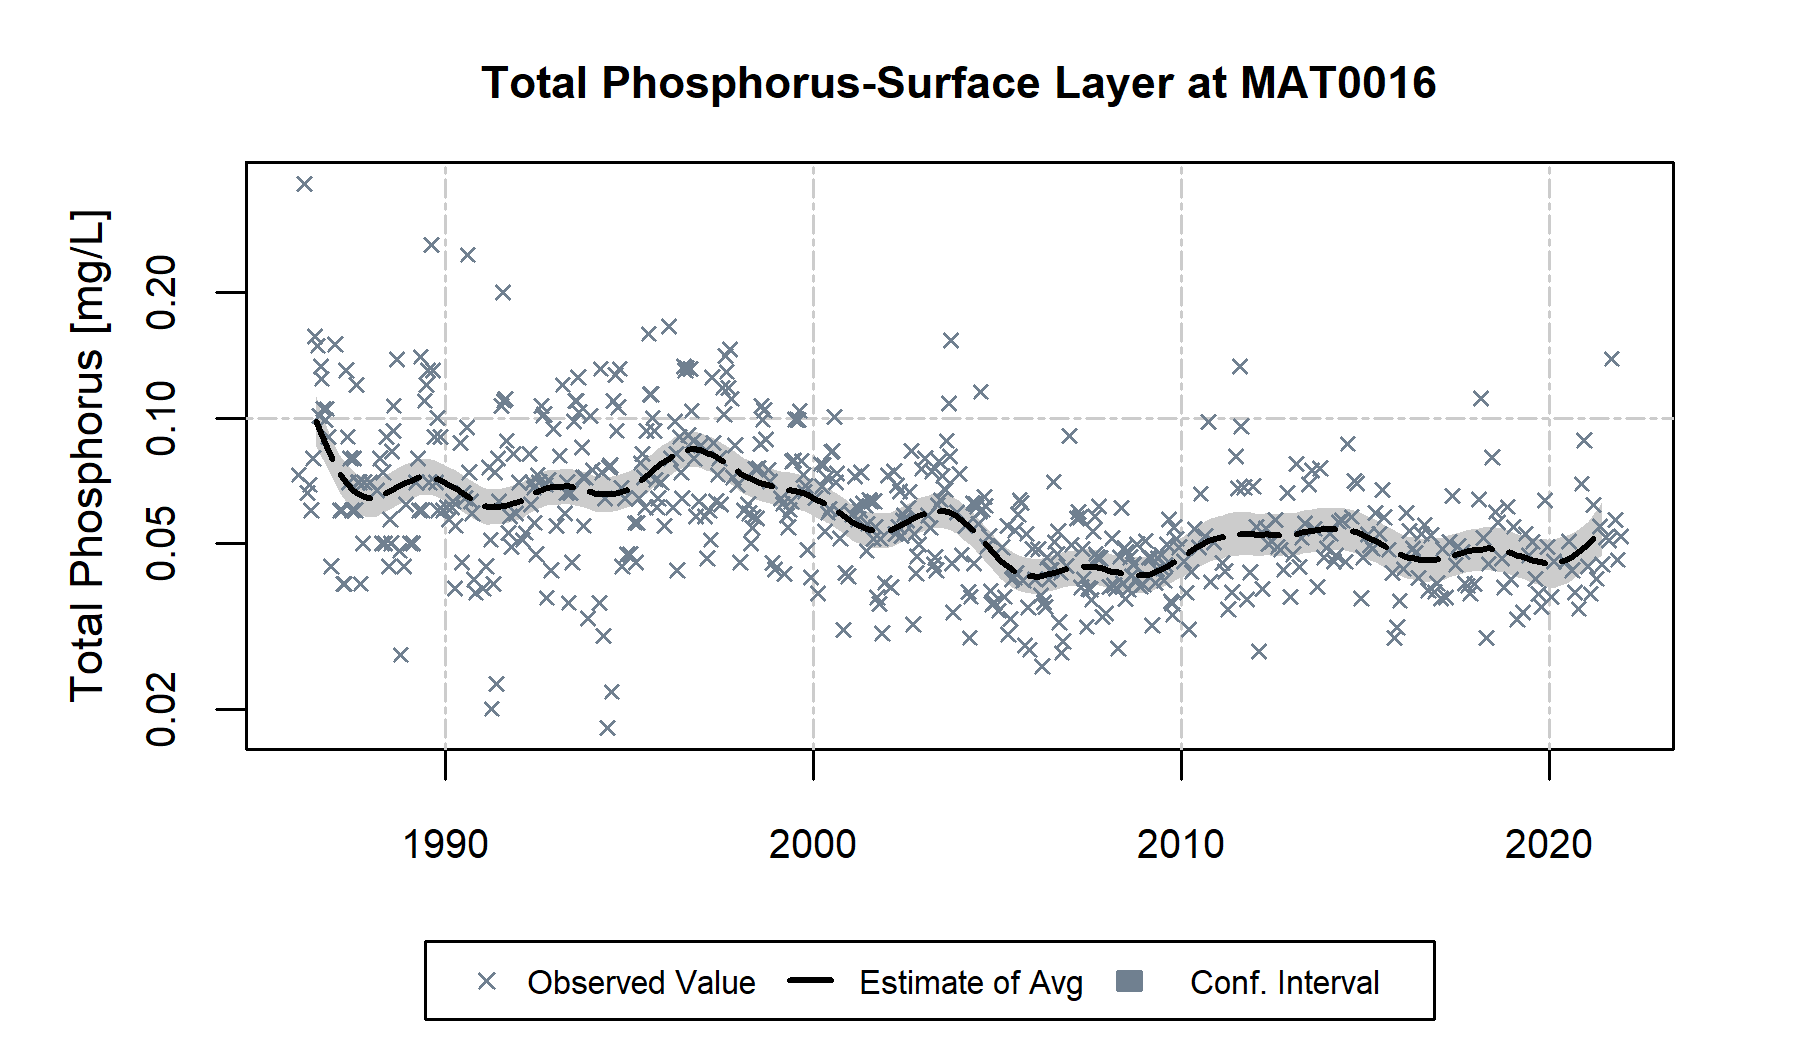 Total Phosphorus-Surface Layer at MAT0016
Total Phosphorus [mg/L]
0.20
0.10
0.05
0.02
1990 2000 2010 2020
Observed Value Estimate of Avg Conf. Interval